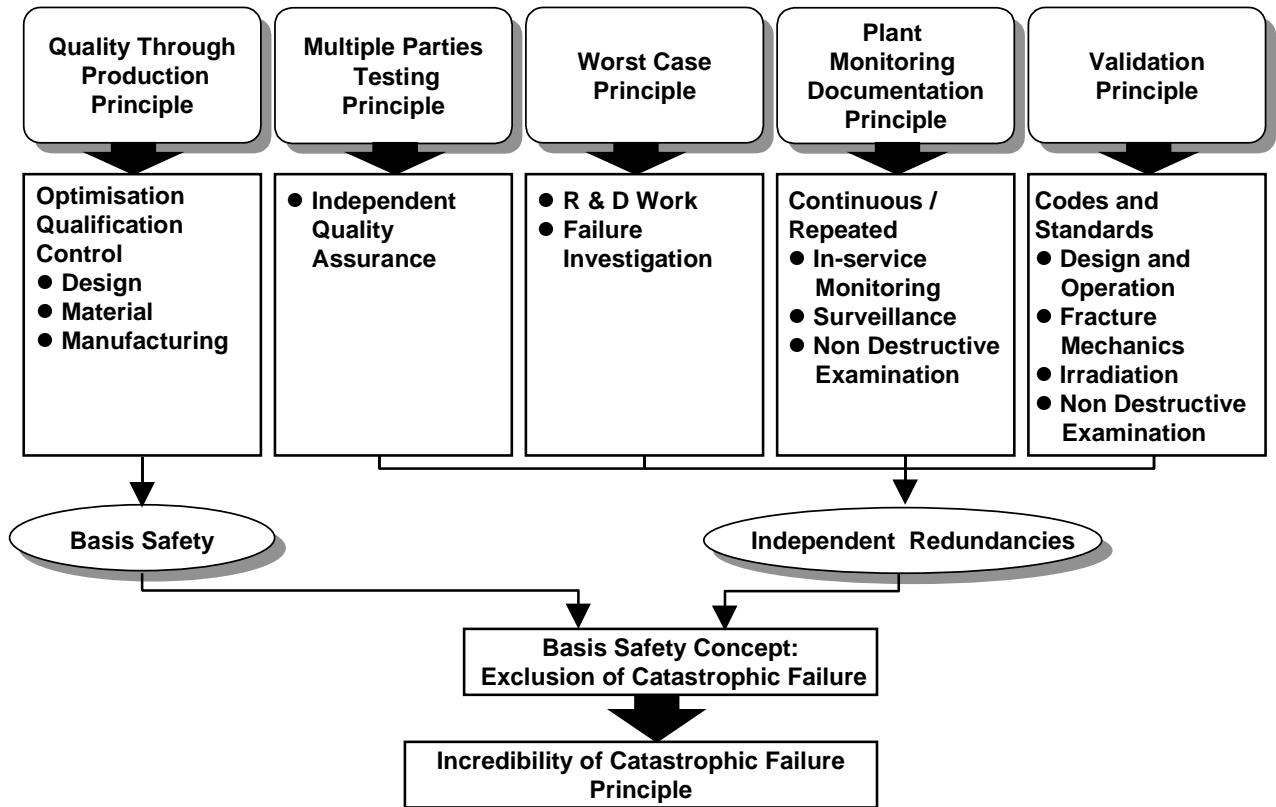 Quality Through
Production
Principle
Multiple Parties
Testing
Principle
Worst Case
Principle
Plant
Monitoring
Documentation
Principle
Validation
Principle
Optimisation
Qualification
Control
● Design
● Material
● Manufacturing
● Independent
Quality
Assurance
● R & D Work
● Failure
Investigation
Continuous /
Repeated
● In-service
Monitoring
● Surveillance
● Non Destructive
Examination
Codes and
Standards
● Design and
Operation
● Fracture
Mechanics
● Irradiation
● Non Destructive
Examination
Basis Safety
Independent Redundancies
Basis Safety Concept:
Exclusion of Catastrophic Failure
Incredibility of Catastrophic Failure
Principle